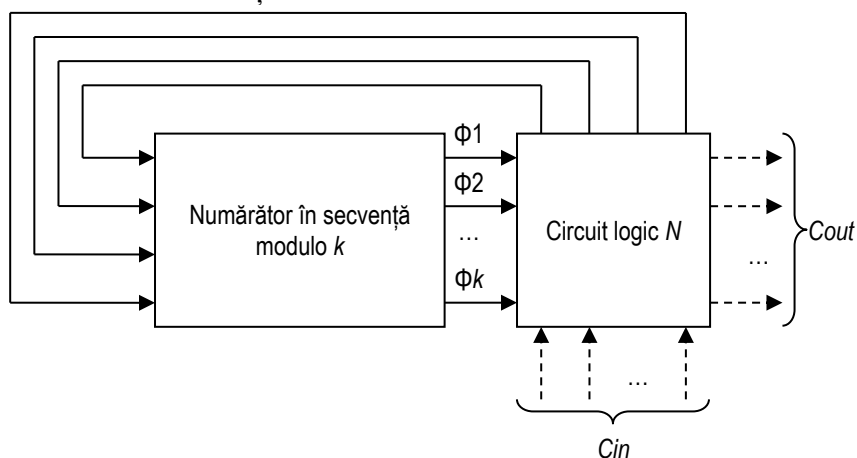 Φ1
Φ2
...
Φk
Numărător în secvență
modulo k
Circuit logic N
...
Cout
...
Cin